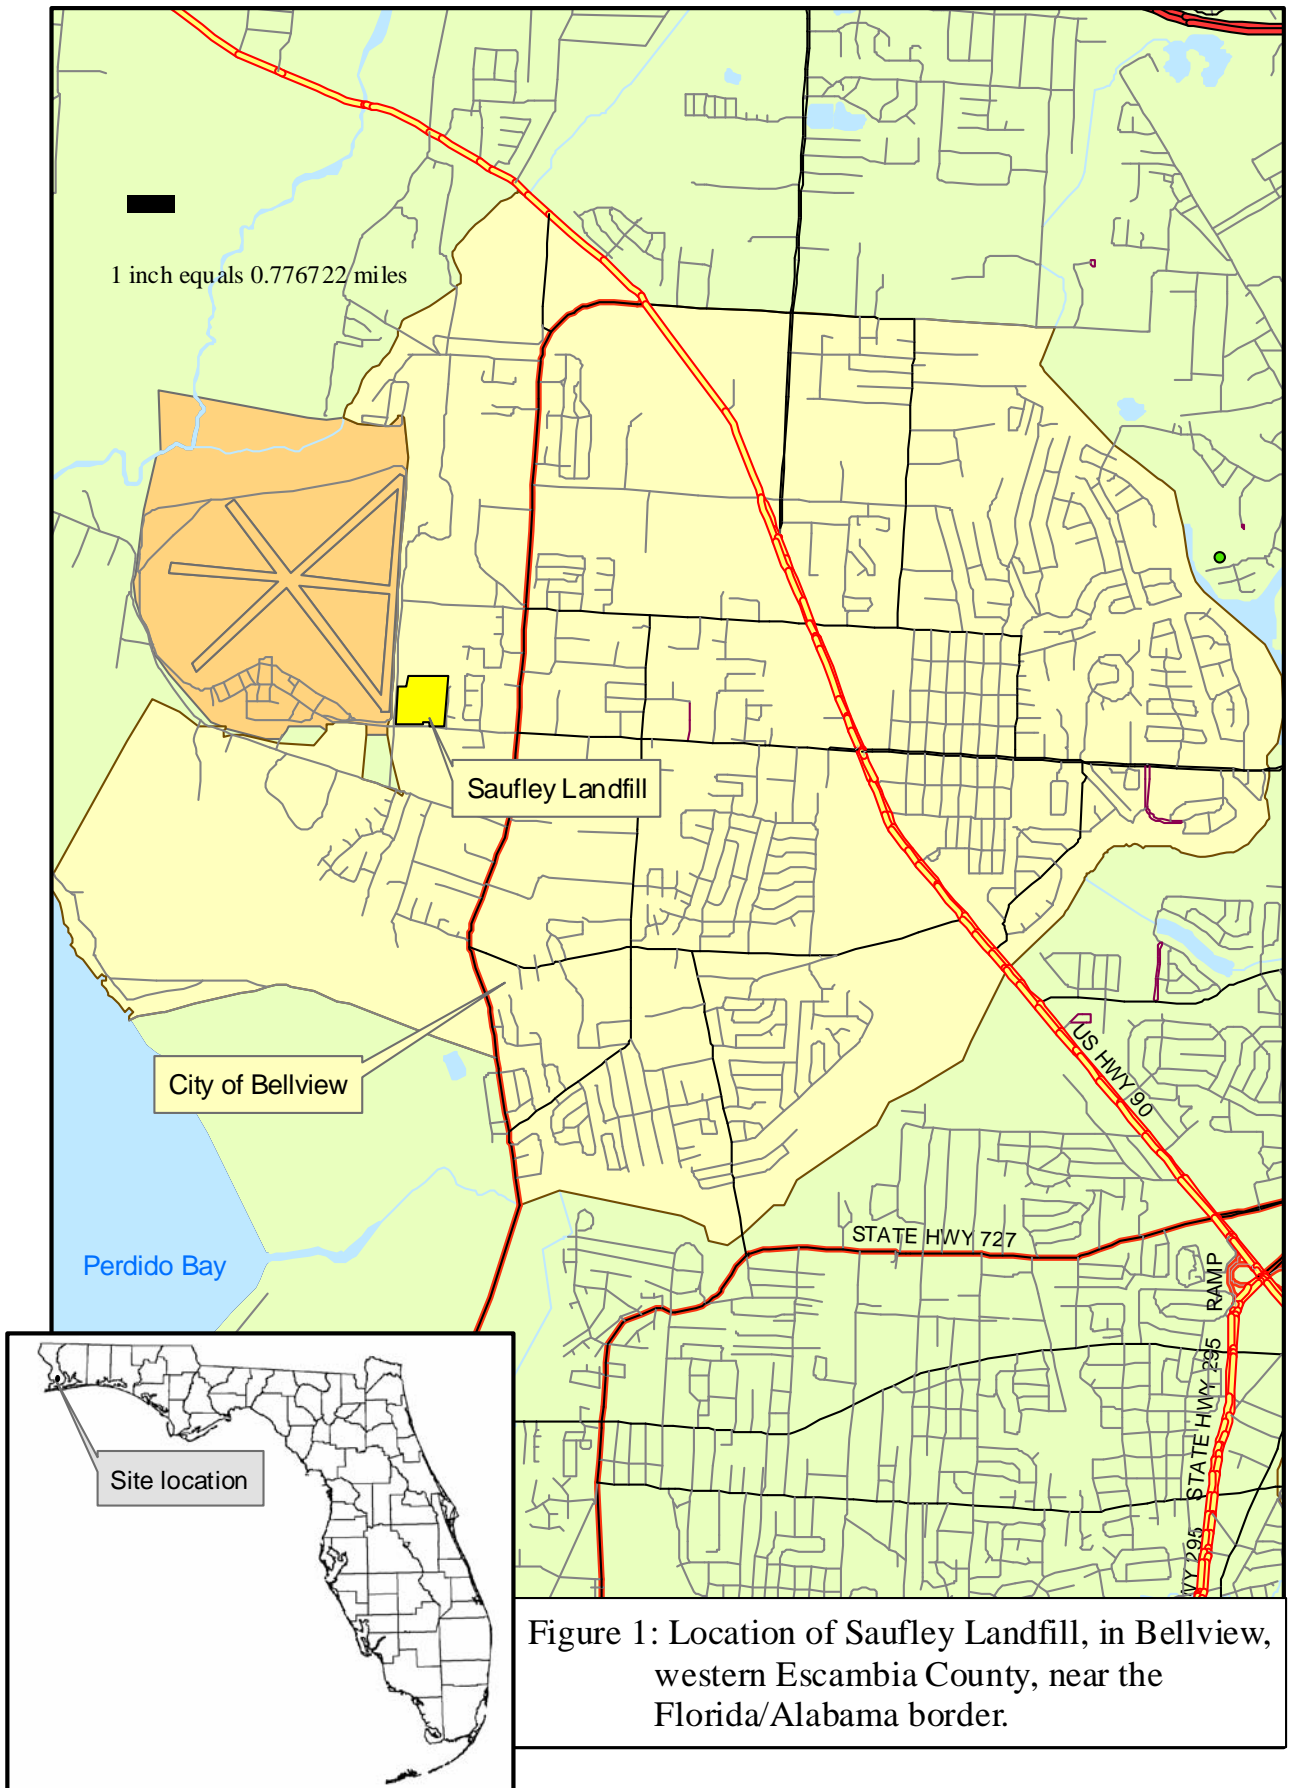 1 inch equals 0.776722 miles
Saufley Landfill
City of Bellview
US HWY 90
Perdido Bay
STATE HWY 727
RAMP
STATE HWY 295
WY 295
Site location
Figure 1: Location of Saufley Landfill, in Bellview,
western Escambia County, near the
Florida/Alabama border.